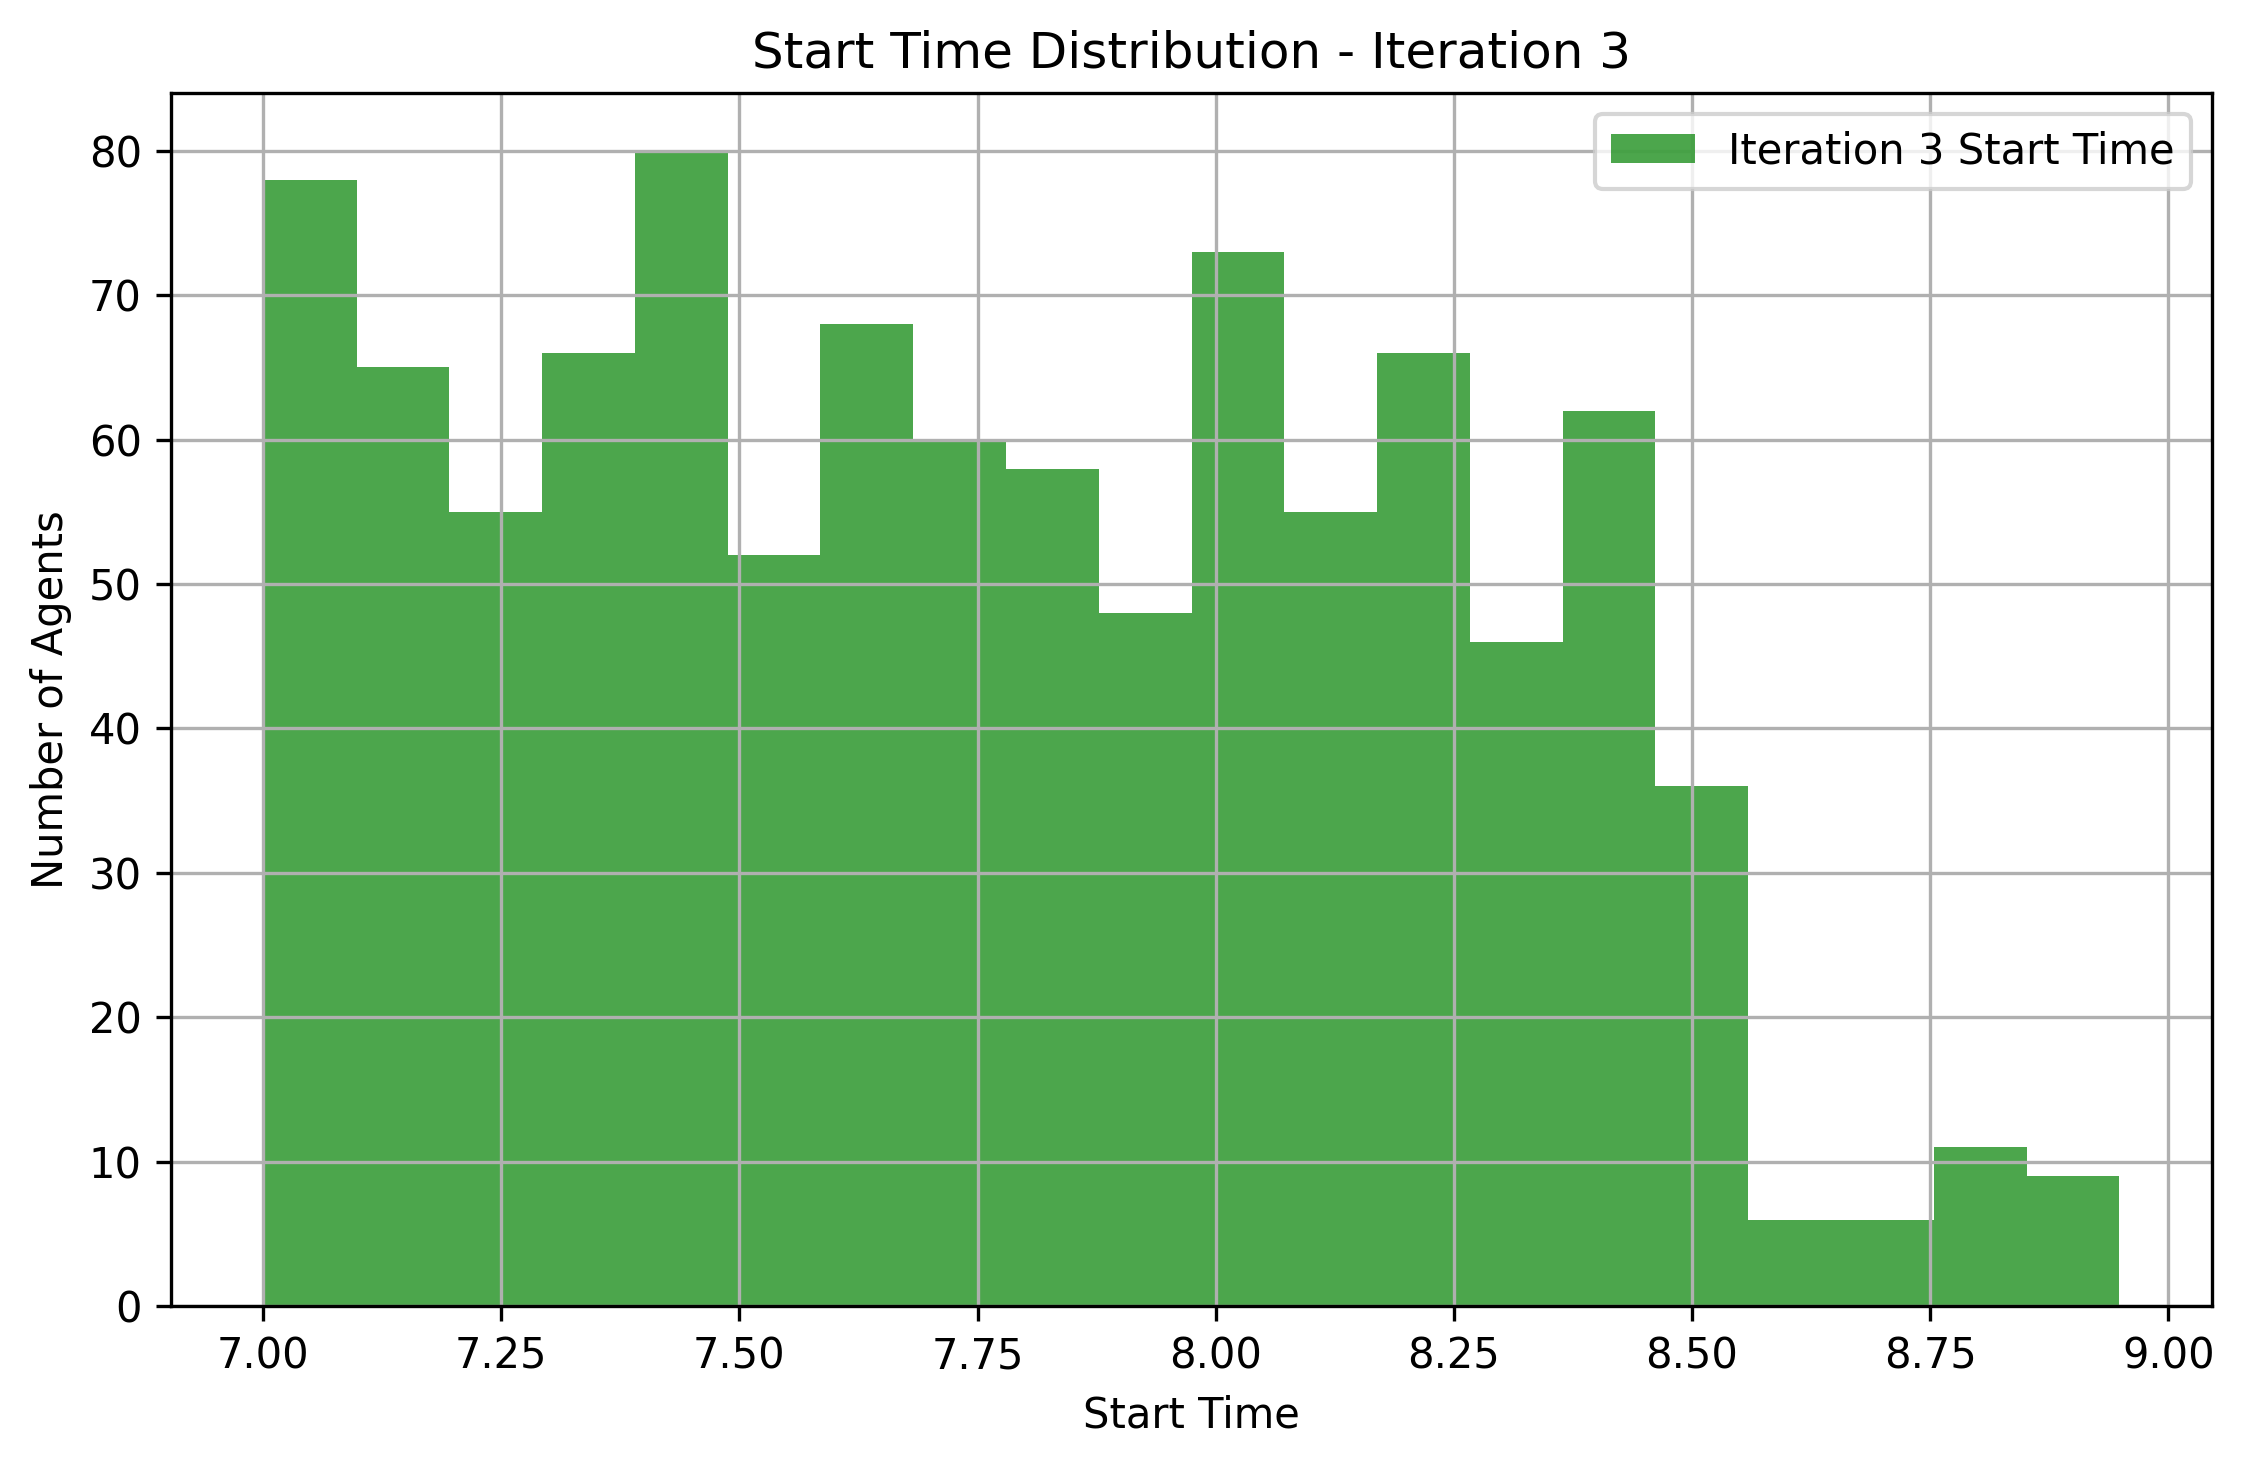 Start Time Distribution - Iteration 3
Iteration 3 Start Time
Number of Agents
80
70
60
50
40
30
20
10
0
7.00 7.25 7.50 7.75 8.00 8.25 8.50 8.75 9.00
Start Time